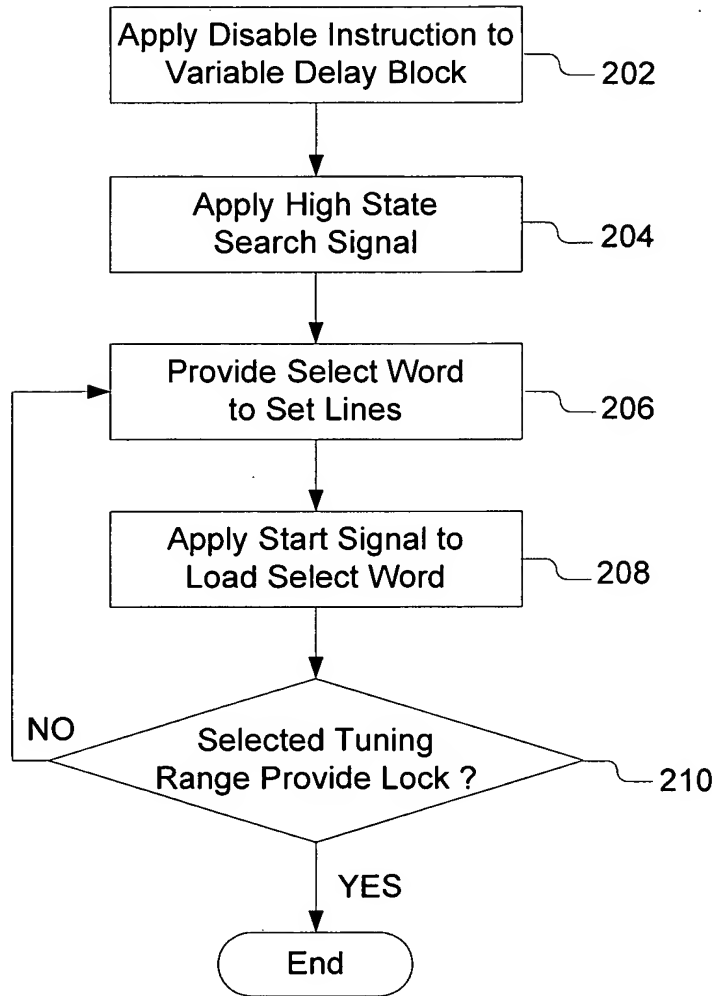 Apply Disable Instruction to
Variable Delay Block
202
Apply High State
Search Signal
204
Provide Select Word
to Set Lines
206
Apply Start Signal to
Load Select Word
208
NO
Selected Tuning
Range Provide Lock ?
210
YES
End